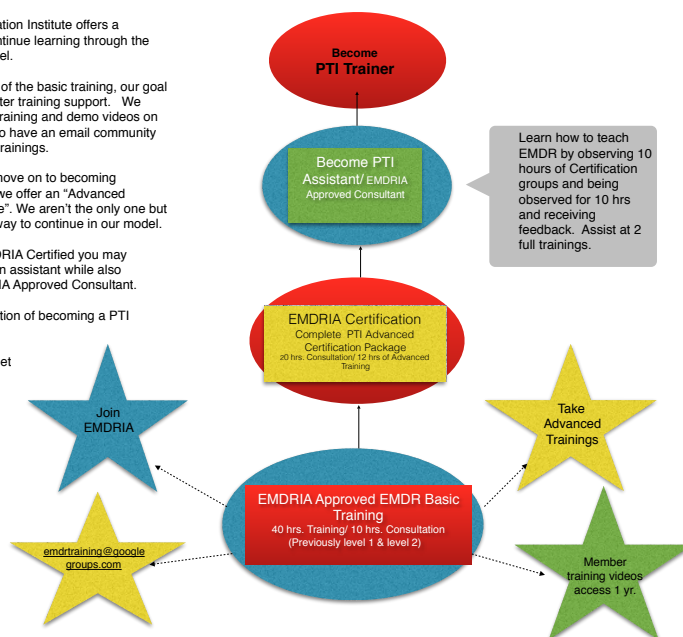 ation Institute offers a
ntinue learning through the
el.
of the basic training, our goal
ter training support. We
training and demo videos on
o have an email community
trainings.
move on to becoming
we offer an “Advanced
e”. We aren’t the only one but
way to continue in our model.
DRIA Certified you may
n assistant while also
IA Approved Consultant.
tion of becoming a PTI
et
Become
PTI Trainer
Become PTI
Assistant/ EMDRIA
Approved Consultant
Learn how to teach
EMDR by observing 10
hours of Certification
groups and being
observed for 10 hrs
and receiving
feedback. Assist at 2
full trainings.
EMDRIA Certification
Complete PTI Advanced
Certification Package
20 hrs. Consultation/ 12 hrs of Advanced
Training
Join
EMDRIA
Take
Advanced
Trainings
EMDRIA Approved EMDR Basic
Training
40 hrs. Training/ 10 hrs. Consultation
(Previously level 1 & level 2)
emdrtraining@google
groups.com
Member
training videos
access 1 yr.